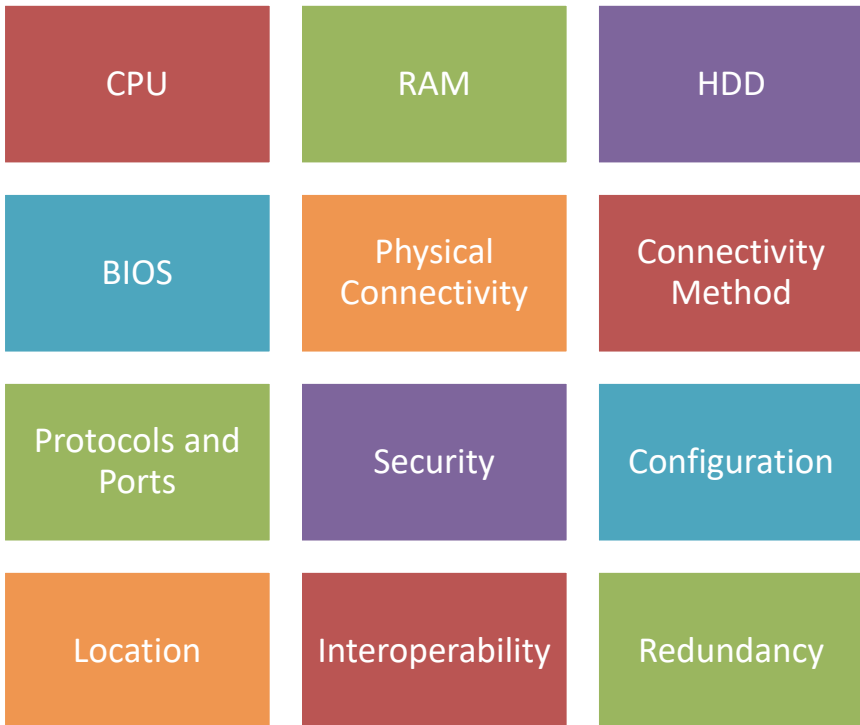 CPU
RAM
HDD
BIOS
Physical
Connectivity
Connectivity
Method
Protocols and
Ports
Security
Configuration
Location
Interoperability
Redundancy